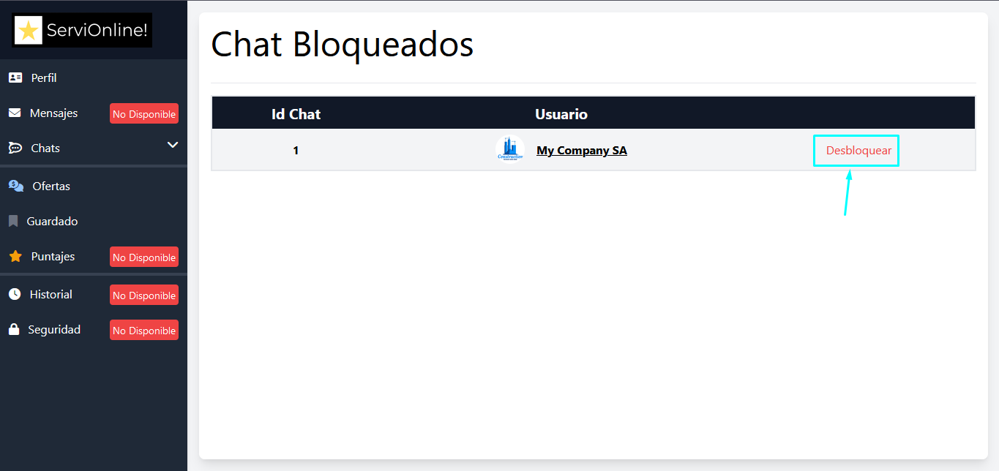 ServiOnline!
Perfil
Mensajes No Disponible
Chats
Ofertas
Guardado
Puntajes No Disponible
Historial No Disponible
Seguridad No Disponible
Chat Bloqueados
Id Chat Usuario
1 Construction My Company SA Desbloquear